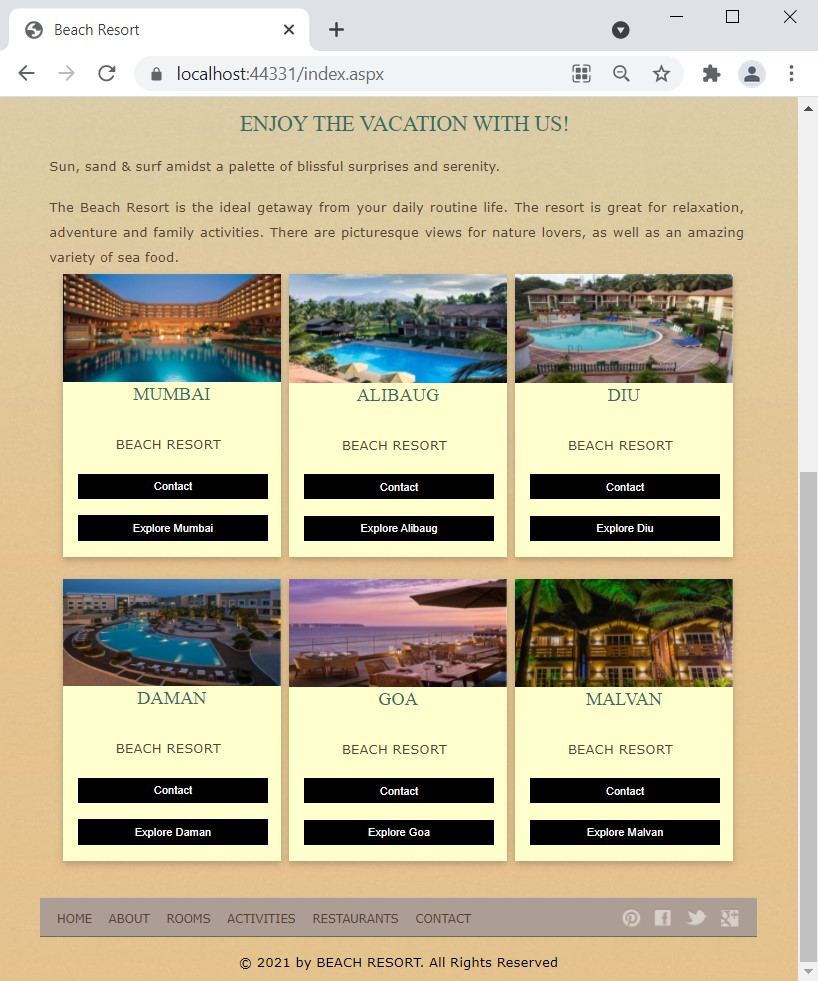 Beach Resort
localhost:44331/index.aspx
ENJOY THE VACATION WITH US!
Sun, sand & surf amidst a palette of blissful surprises and serenity.
The Beach Resort is the ideal getaway from your daily routine life. The resort is great for relaxation,
adventure and family activities. There are picturesque views for nature lovers, as well as an amazing
variety of sea food.
MUMBAI
BEACH RESORT
Contact
Explore Mumbai
ALIBAUG
BEACH RESORT
Contact
Explore Alibaug
DIU
BEACH RESORT
Contact
Explore Diu
DAMAN
BEACH RESORT
Contact
Explore Daman
GOA
BEACH RESORT
Contact
Explore Goa
MALVAN
BEACH RESORT
Contact
Explore Malvan
HOME ABOUT ROOMS ACTIVITIES RESTAURANTS CONTACT
© 2021 by BEACH RESORT. All Rights Reserved